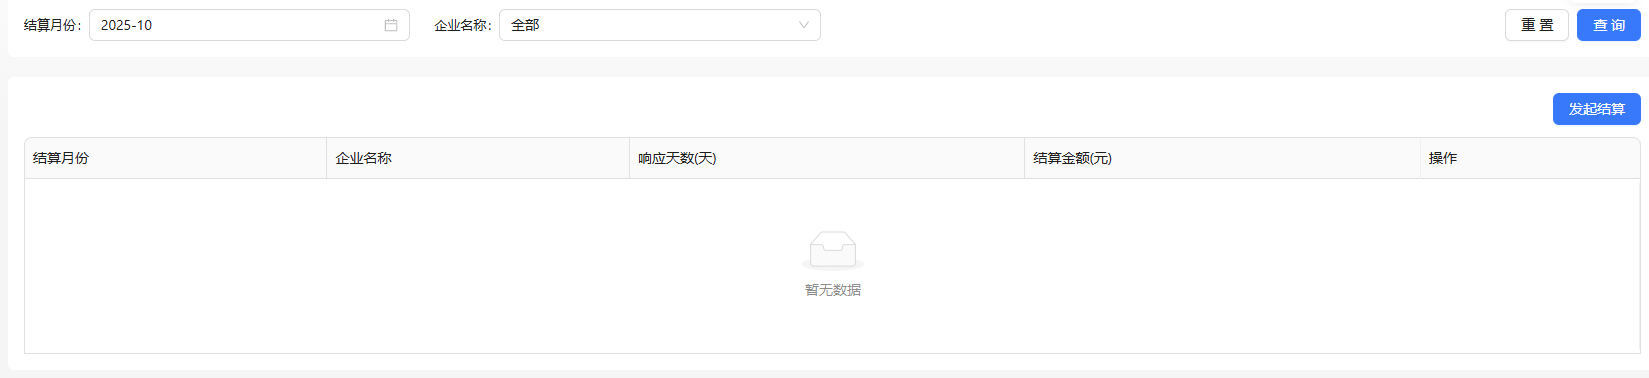 结算月份: 2025-10 企业名称: 全部 重 置 查 询
发起结算
结算月份 企业名称 响应天数(天) 结算金额(元) 操作
暂无数据